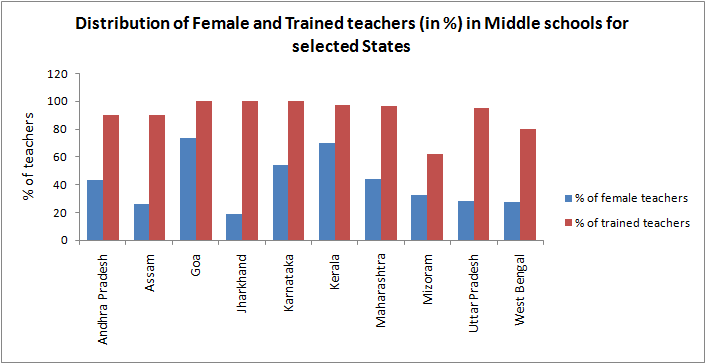 Distribution of Female and Trained teachers (in %) in Middle schools for
selected States
% of teachers
120
100
80
60
40
20
0
Andhra Pradesh
Assam
Goa
Jharkhand
Karnataka
Kerala
Maharashtra
Mizoram
Uttar Pradesh
West Bengal
% of female teachers
% of trained teachers